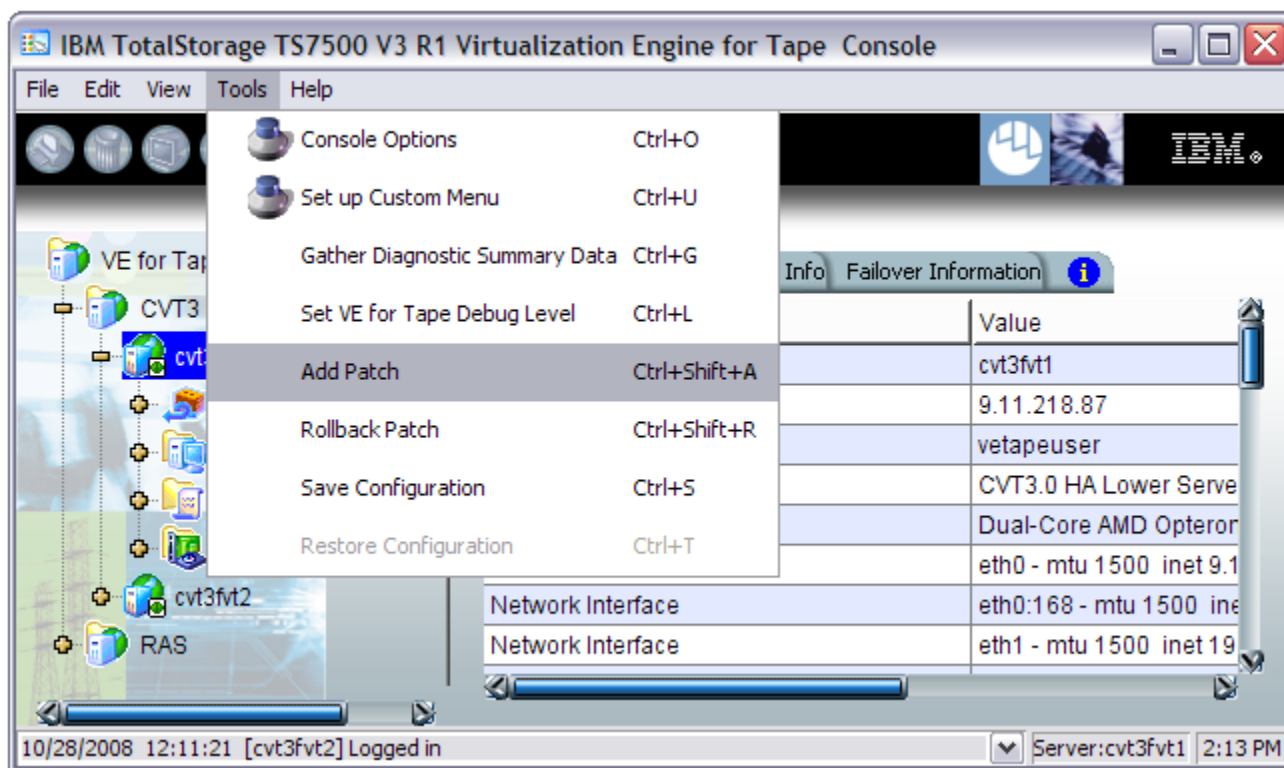 IBM TotalStorage TS7500 V3 R1 Virtualization Engine for Tape Console
File Edit View Tools Help
Console Options Ctrl+O
Set up Custom Menu Ctrl+U
Gather Diagnostic Summary Data Ctrl+G
Set VE for Tape Debug Level Ctrl+L
Add Patch Ctrl+Shift+A
Rollback Patch Ctrl+Shift+R
Save Configuration Ctrl+S
Restore Configuration Ctrl+T
IBM®
VE for Tap
CVT3
cvt
cvt3fvt2
RAS
Info Failover Information i
Value
cvt3fvt1
9.11.218.87
vetapeuser
CVT3.0 HA Lower Serve
Dual-Core AMD Opteron
eth0 - mtu 1500 inet 9.1
Network Interface eth0:168 - mtu 1500 ine
Network Interface eth1 - mtu 1500 inet 19
10/28/2008 12:11:21 [cvt3fvt2] Logged in Server:cvt3fvt1 2:13 PM